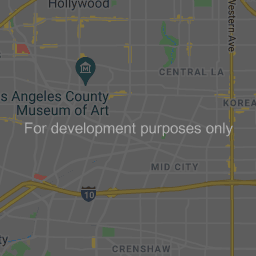 Hollywood
Western Ave
CENTRAL LA
s Angeles County
Museum of Art
KOREA
For development purposes only
MID CITY
10
ty
CRENSHAW